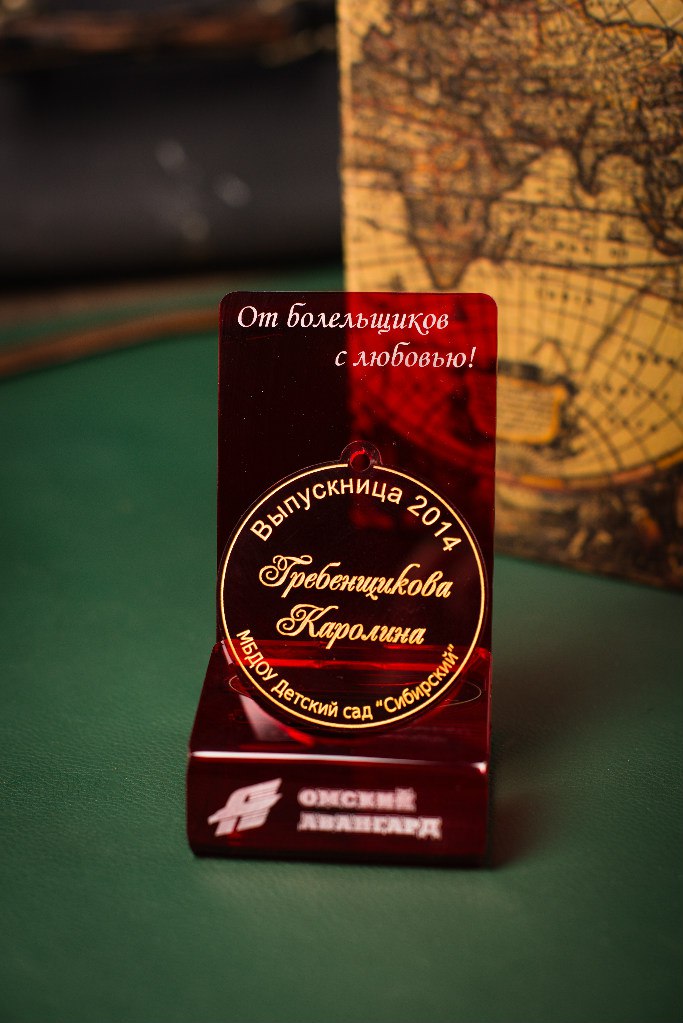 От болельщиков
с любовью!
Выпускница 2014
Гребенщикова
Каролина
МБДОУ Детский сад "Сибирский"
ОМСКИЙ
АВАНГАРД